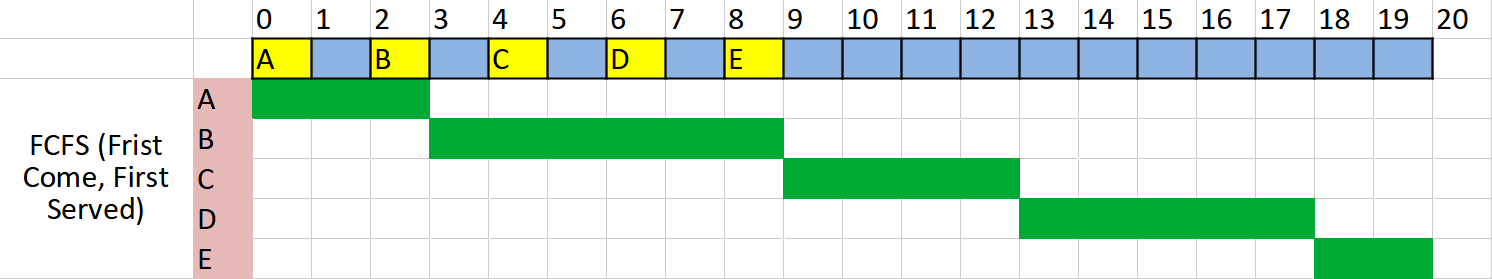 0 1 2 3 4 5 6 7 8 9 10 11 12 13 14 15 16 17 18 19 20
A B C D E
FCFS (Frist
Come, First
Served)
A
B
C
D
E